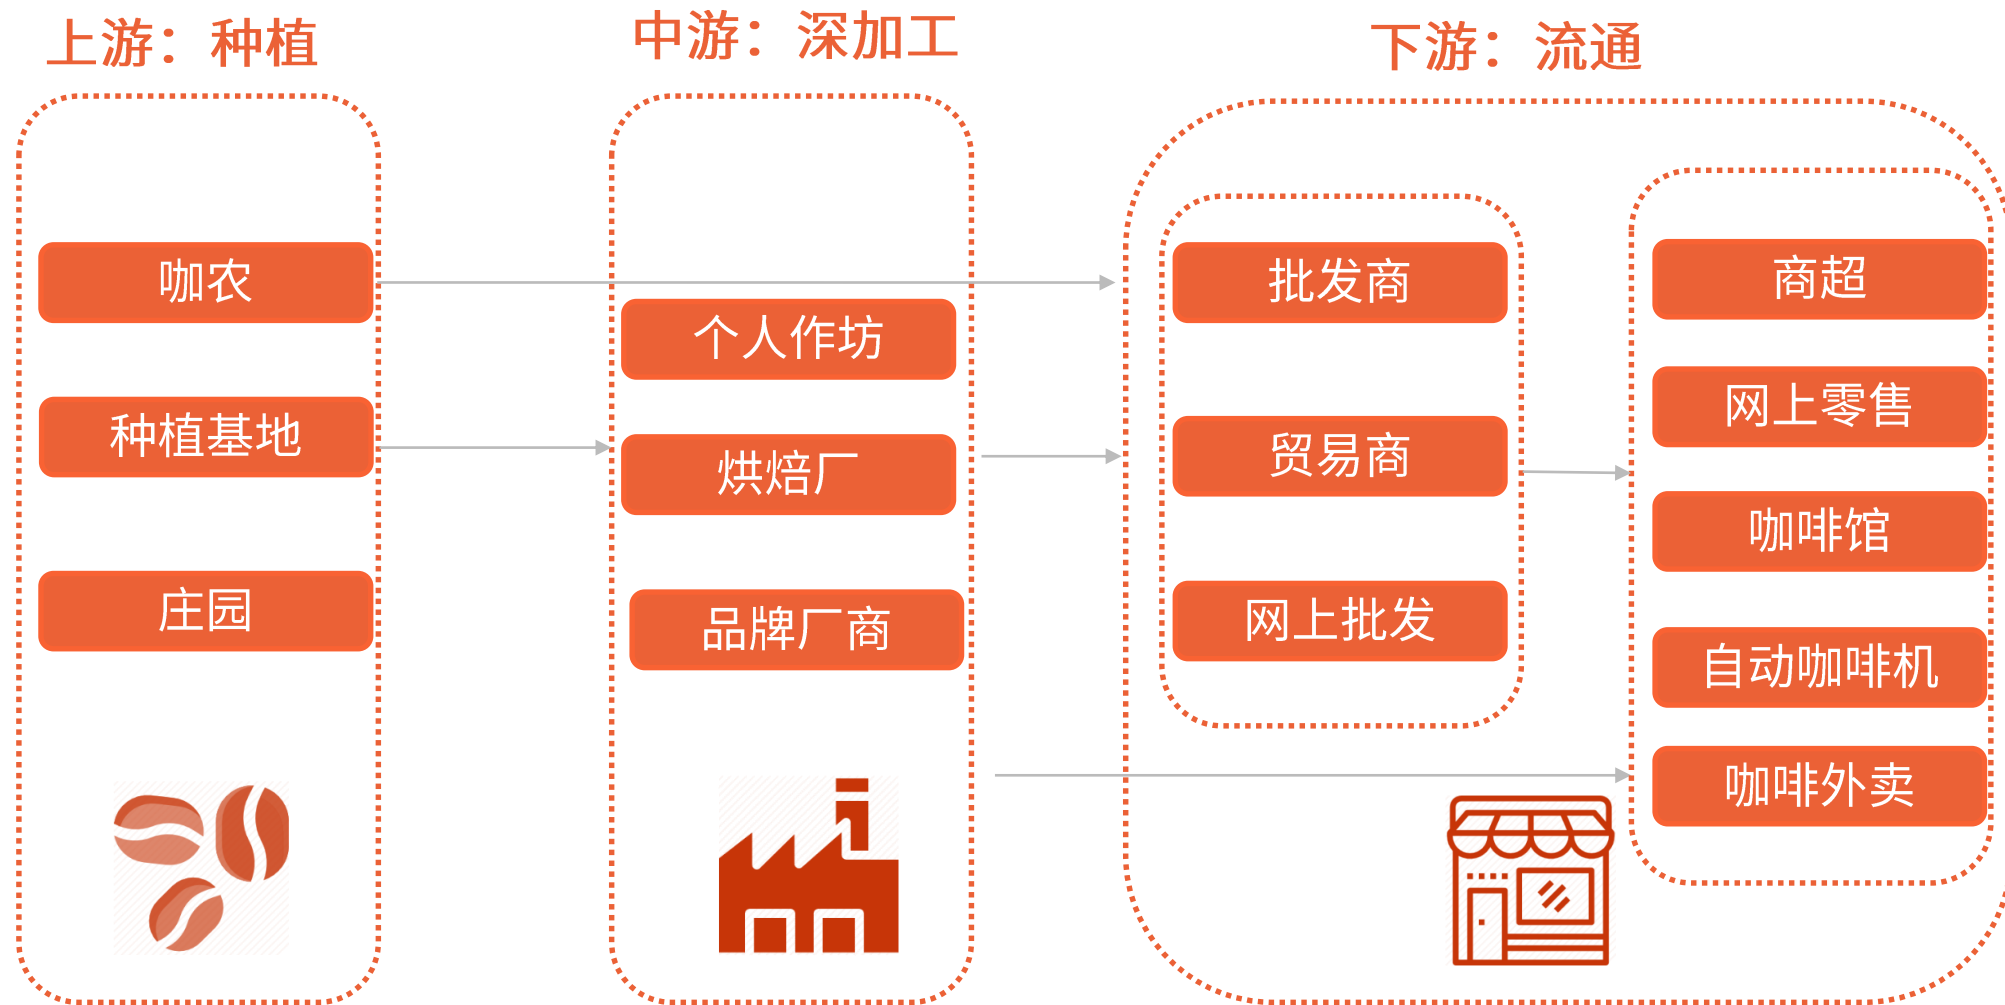 上游：种植
咖农
种植基地
庄园
中游：深加工
个人作坊
烘焙厂
品牌厂商
下游：流通
批发商
贸易商
网上批发
商超
网上零售
咖啡馆
自动咖啡机
咖啡外卖